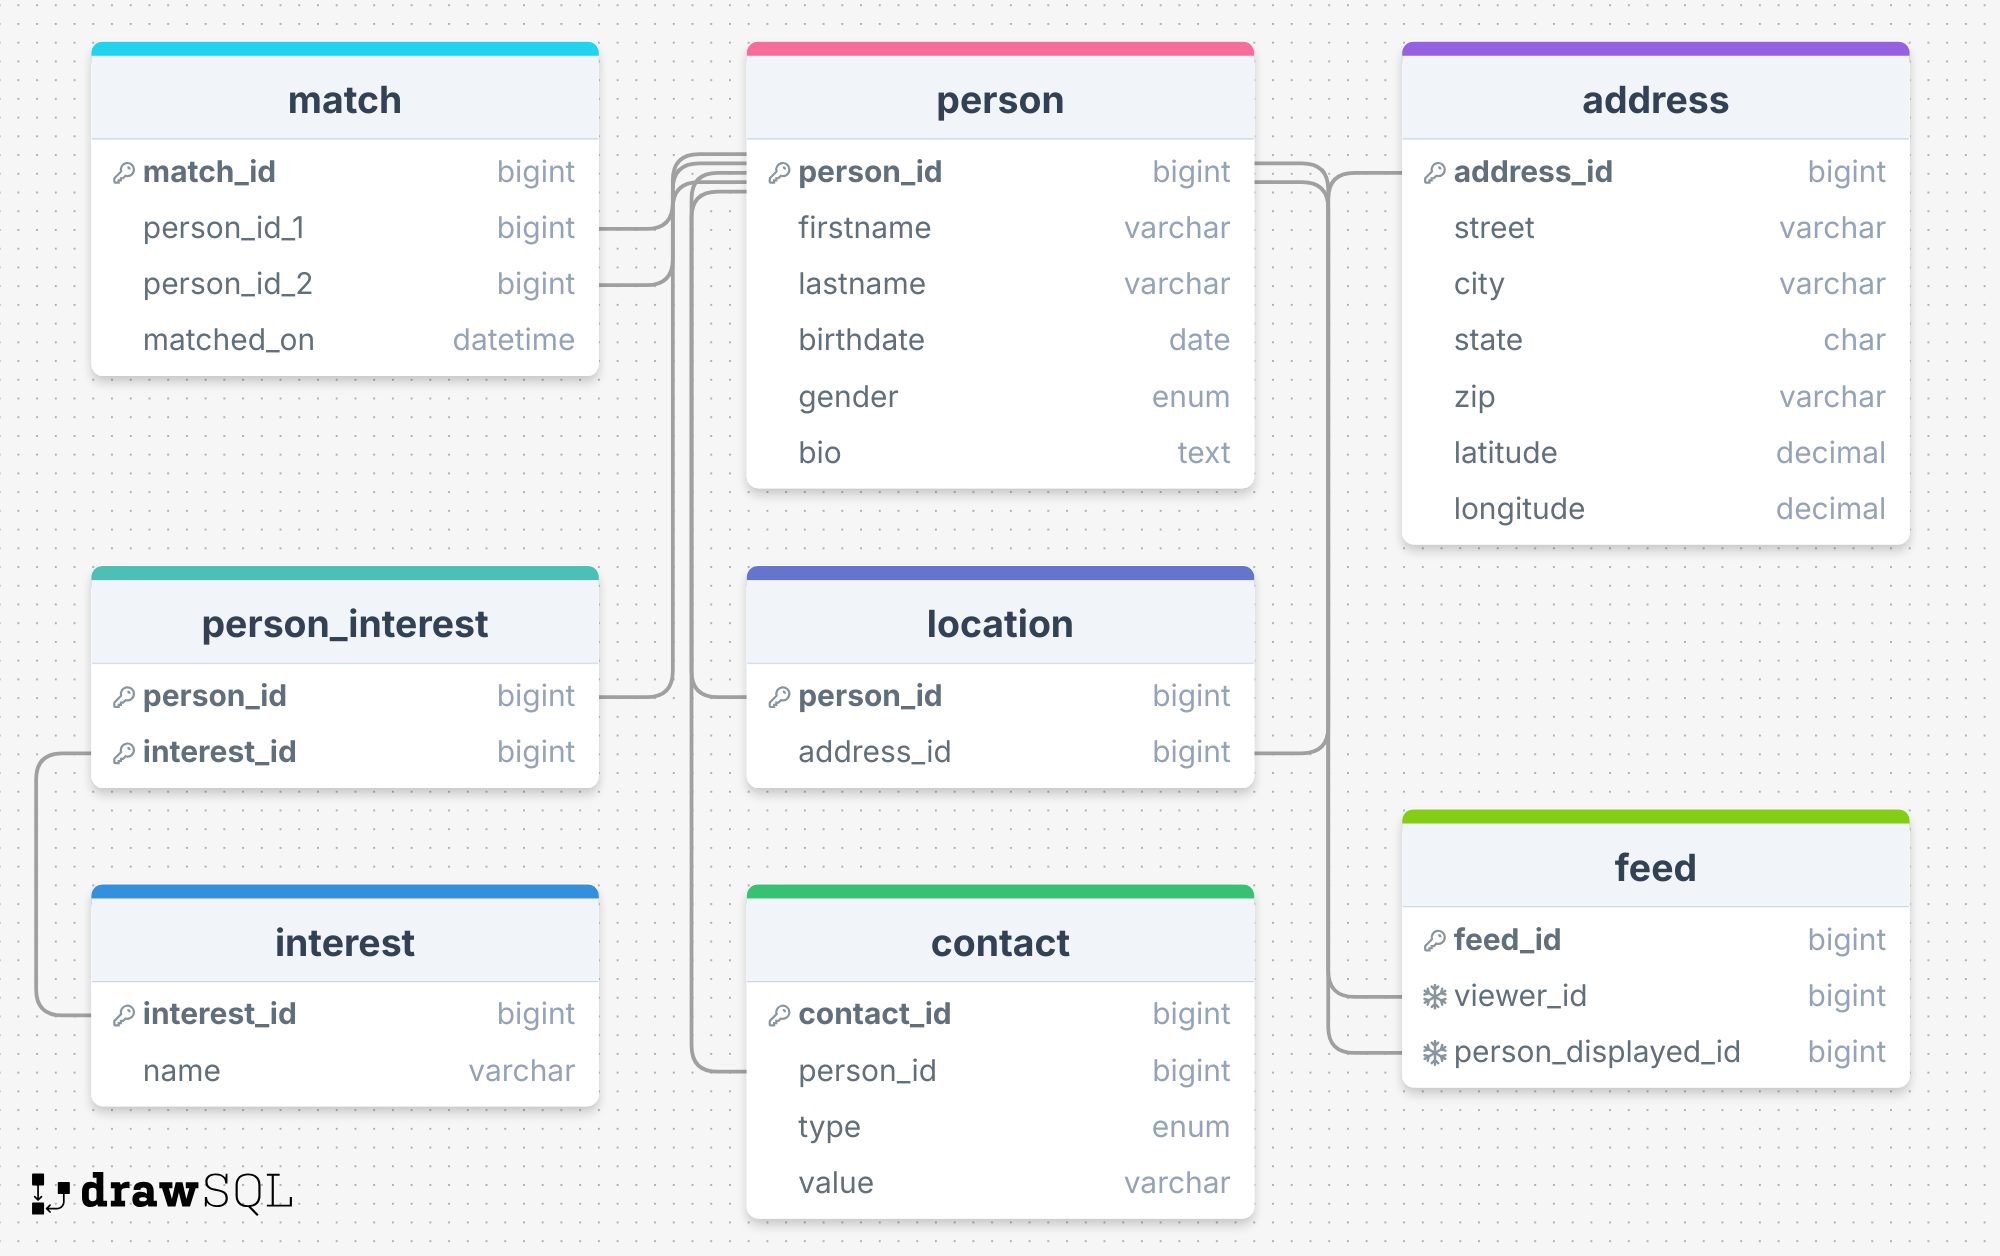 match
match_id bigint
person_id_1 bigint
person_id_2 bigint
matched_on datetime
person
person_id bigint
firstname varchar
lastname varchar
birthdate date
gender enum
bio text
address
address_id bigint
street varchar
city varchar
state char
zip varchar
latitude decimal
longitude decimal
person_interest
person_id bigint
interest_id bigint
location
person_id bigint
address_id bigint
feed
feed_id bigint
viewer_id bigint
person_displayed_id bigint
interest
interest_id bigint
name varchar
contact
contact_id bigint
person_id bigint
type enum
value varchar
drawSQL